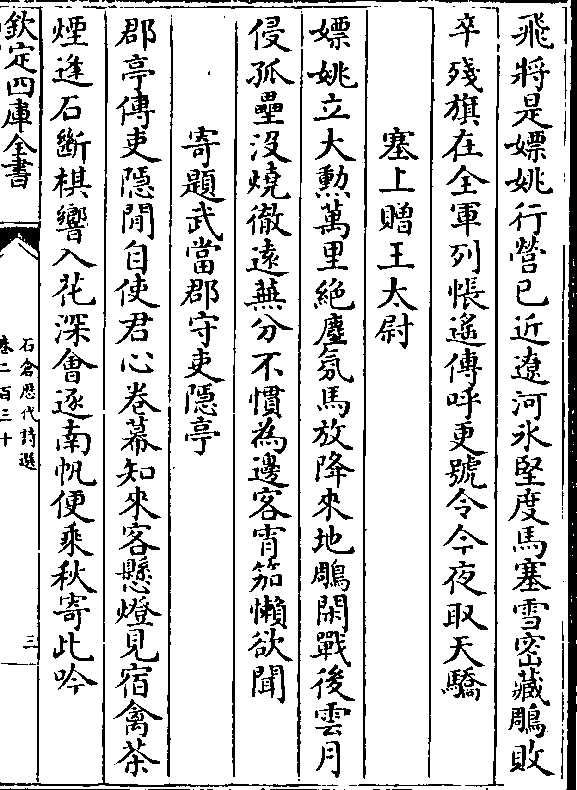 飛將是嫖姚行營已近遼河氷堅度馬塞雪密藏鵰敗
卒殘旗在全軍列帳遙傳呼更號令今夜取天驕
塞上贈王太尉
嫖姚立大勲萬里絶塵氛馬放降來地鵰閑戰後雲月
侵孤壘沒燒徹遠蕪分不慣為邊客宵笳懶欲聞
寄題武當郡守吏隱亭
郡亭傳吏隱閒自使君心卷幕知來客懸燈見宿禽茶
煙逢石斷棋響入花深會逐南帆便乘秋寄此吟
欽定四庫全書
石倉歷代詩選
卷二百三十
三